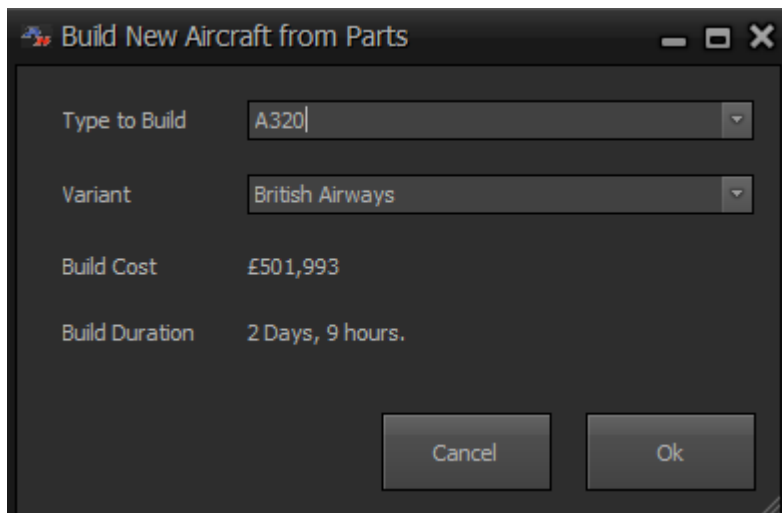 Build New Aircraft from Parts
Type to Build A320
Variant British Airways
Build Cost £501,993
Build Duration 2 Days, 9 hours.
Cancel Ok